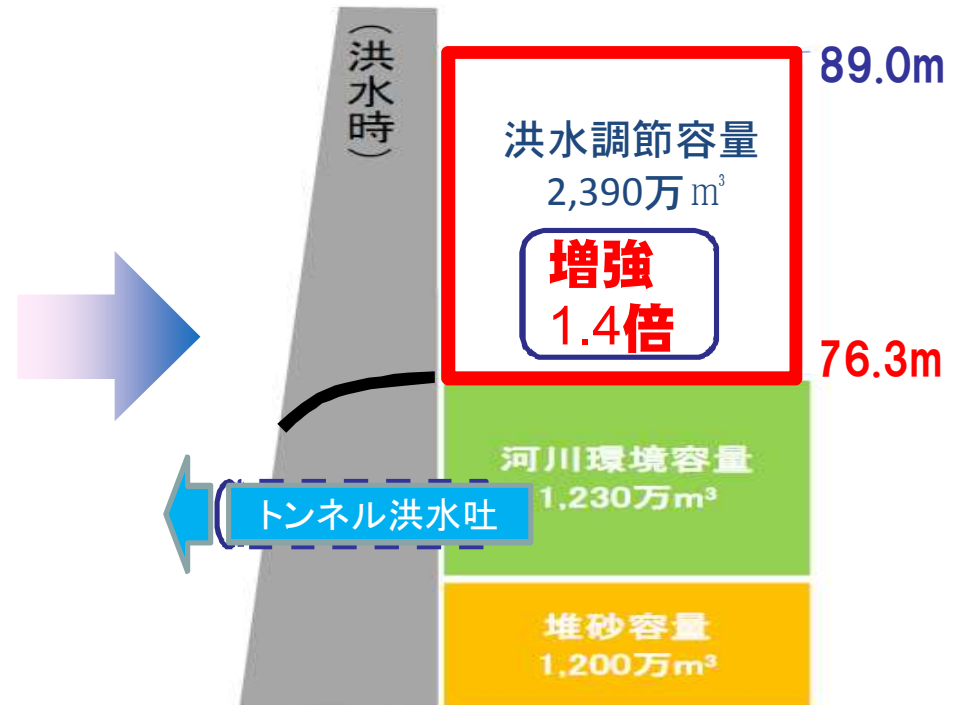 (洪水時)
89.0m
洪水調節容量
2,390万㎥
増強
1.4倍
76.3m
河川環境容量
1,230万m³
トンネル洪水吐
堆砂容量
1,200万m³